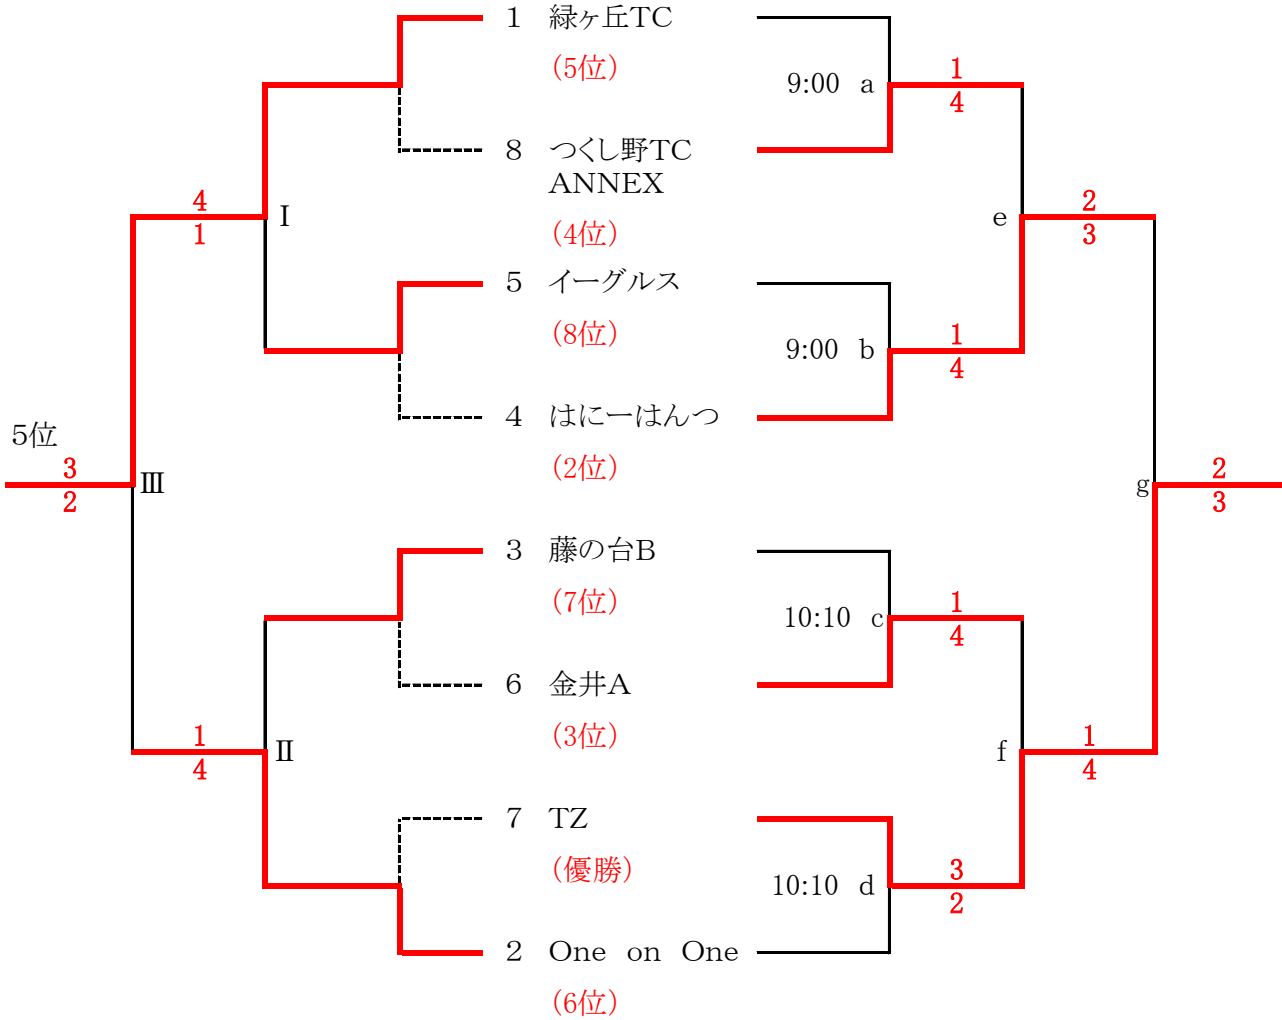 1 緑ヶ丘TC
(5位)
9:00 a
1
4
8 つくし野TC
ANNEX
(4位)
4
1
I
e
2
3
5 イーグルス
(8位)
9:00 b
1
4
4 はにーはんつ
(2位)
5位
3
2
Ⅲ
g
2
3
3 藤の台B
(7位)
10:10 c
1
4
6 金井A
(3位)
1
4
Ⅱ
f
1
4
7 TZ
(優勝)
10:10 d
3
2
2 One on One
(6位)